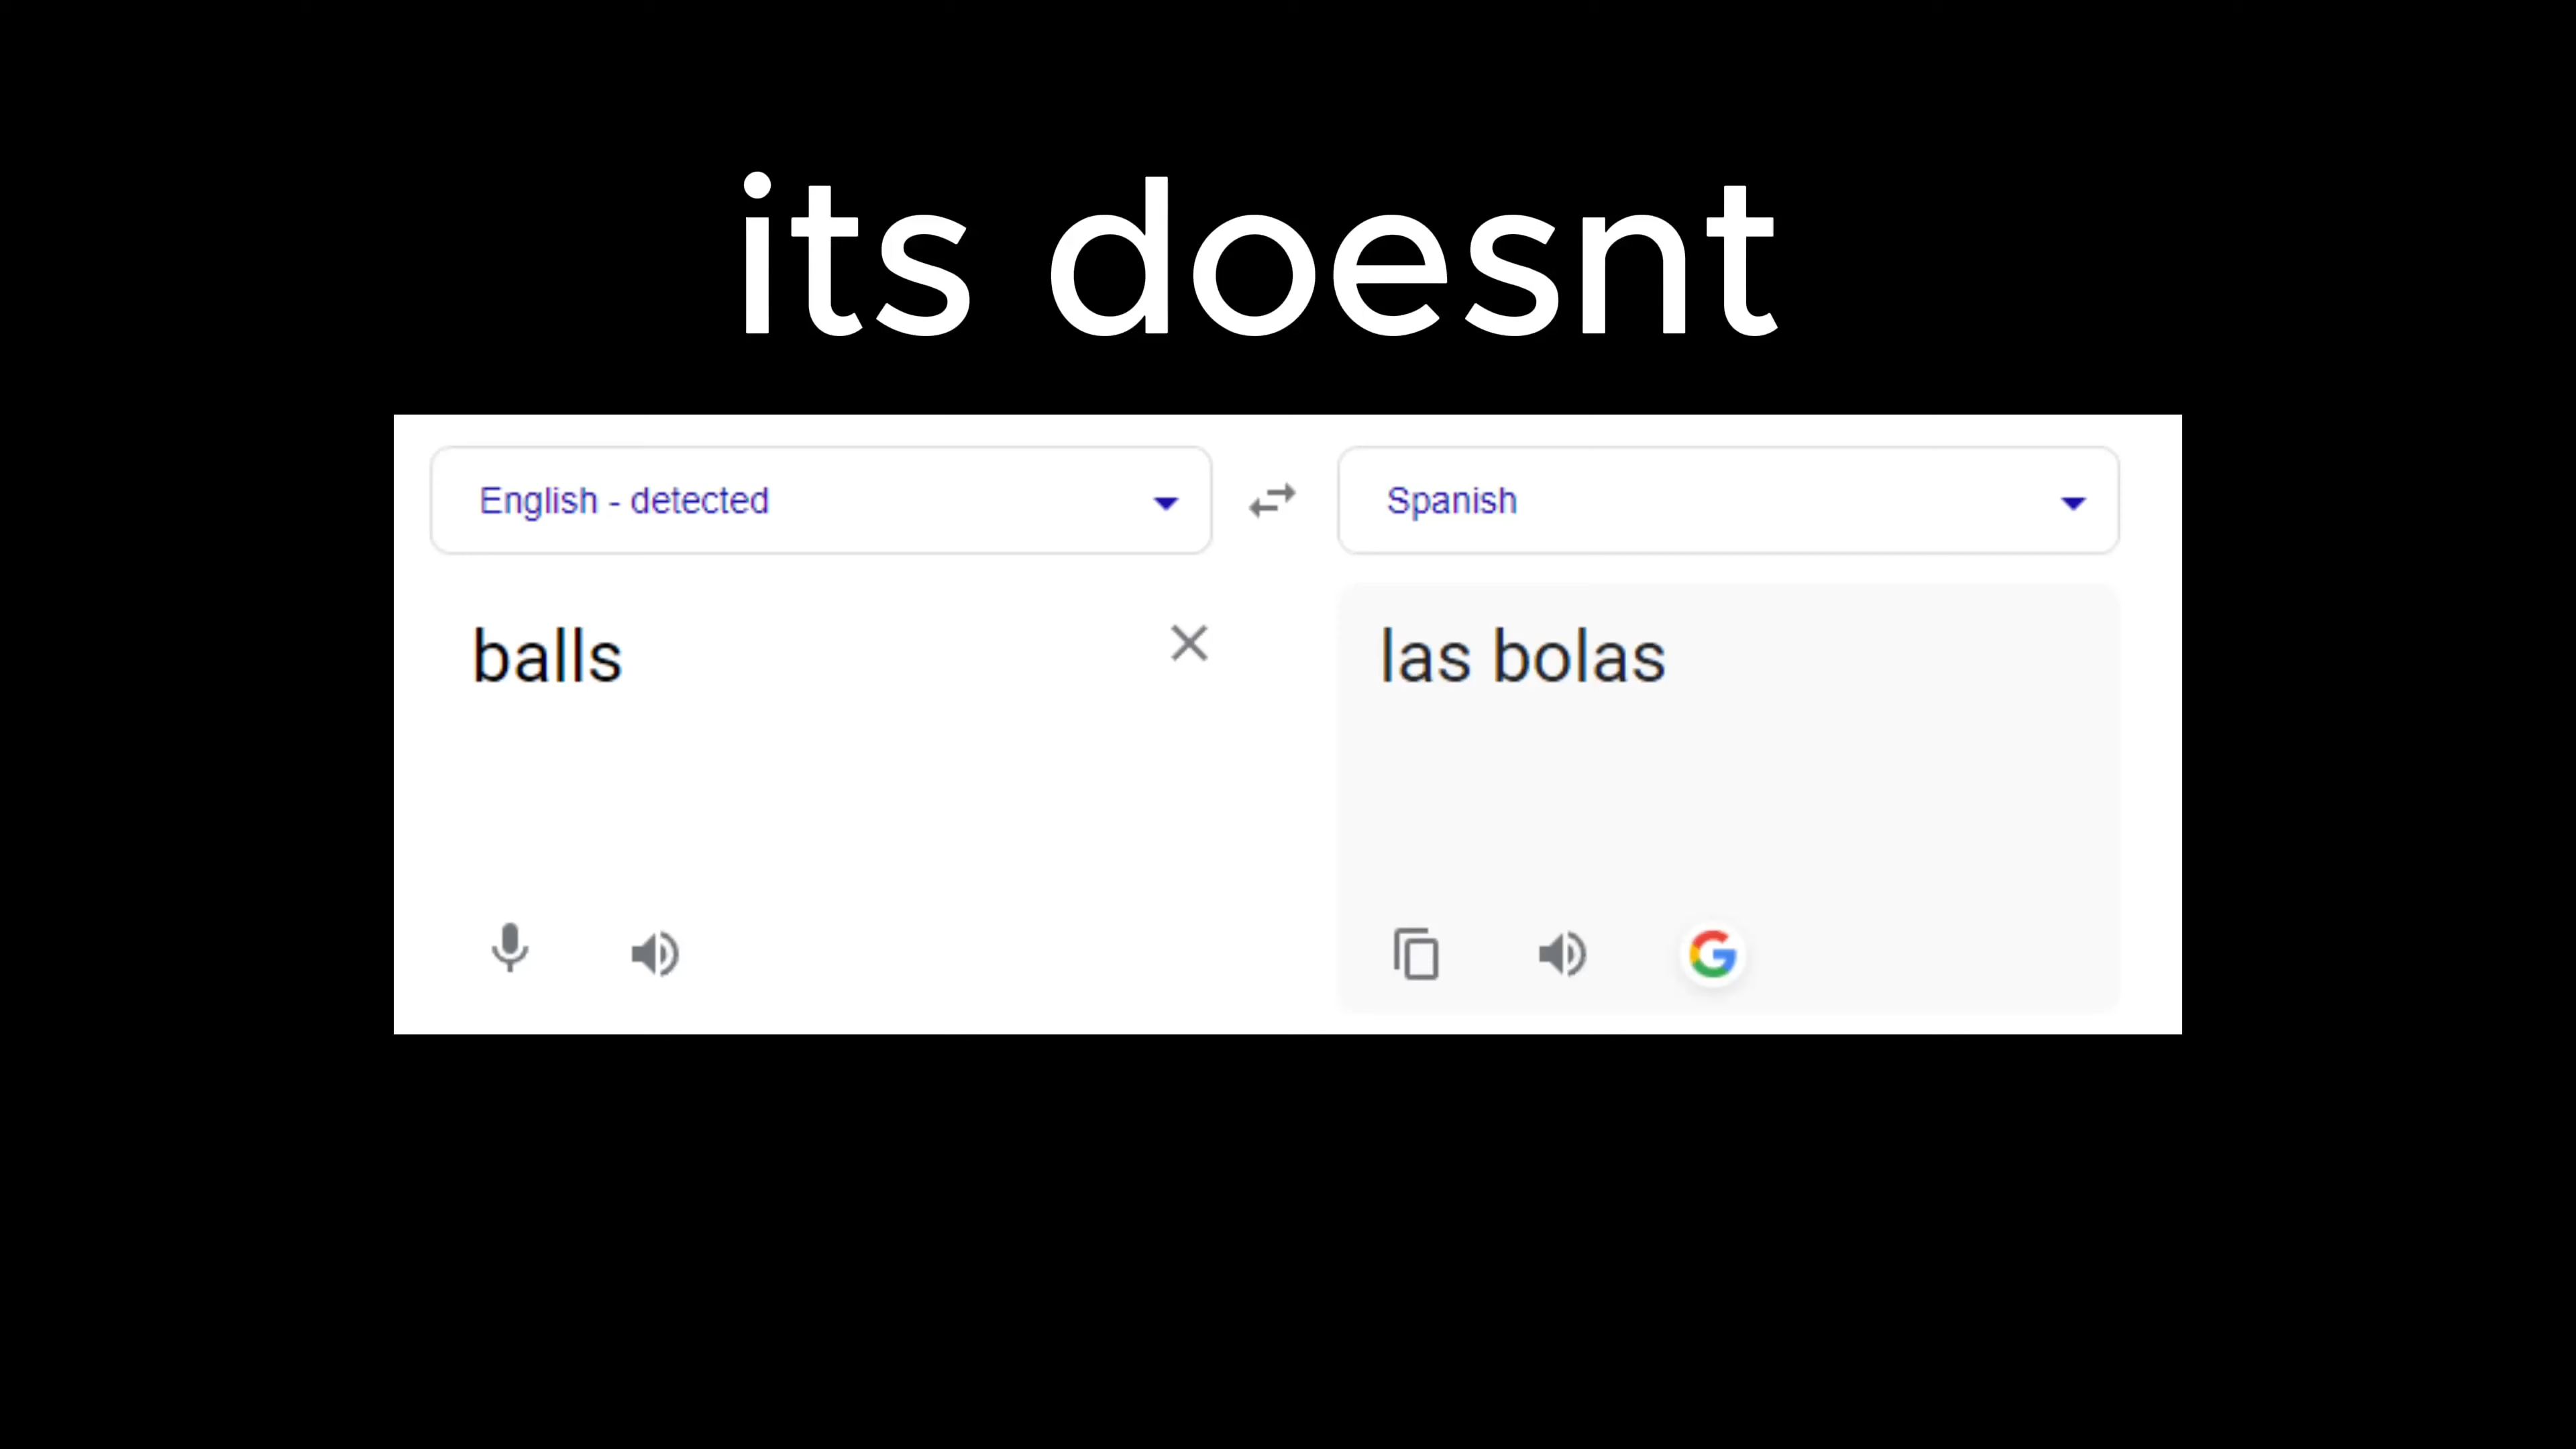 its doesnt
English - detected
Spanish
balls
las bolas